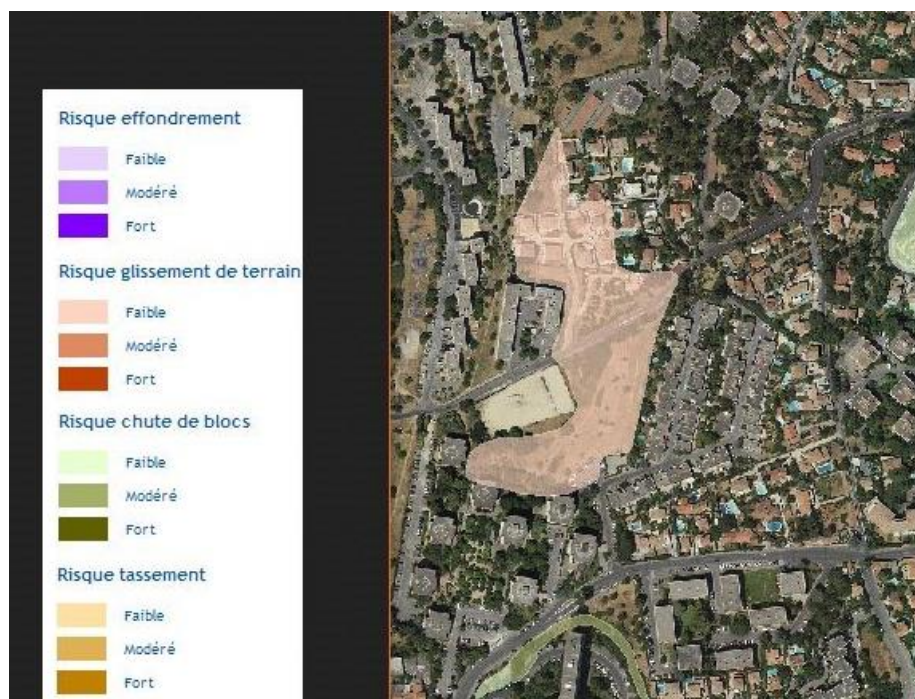 Risque effondrement
Faible
Modéré
Fort
Risque glissement de terrain
Faible
Modéré
Fort
Risque chute de blocs
Faible
Modéré
Fort
Risque tassement
Faible
Modéré
Fort